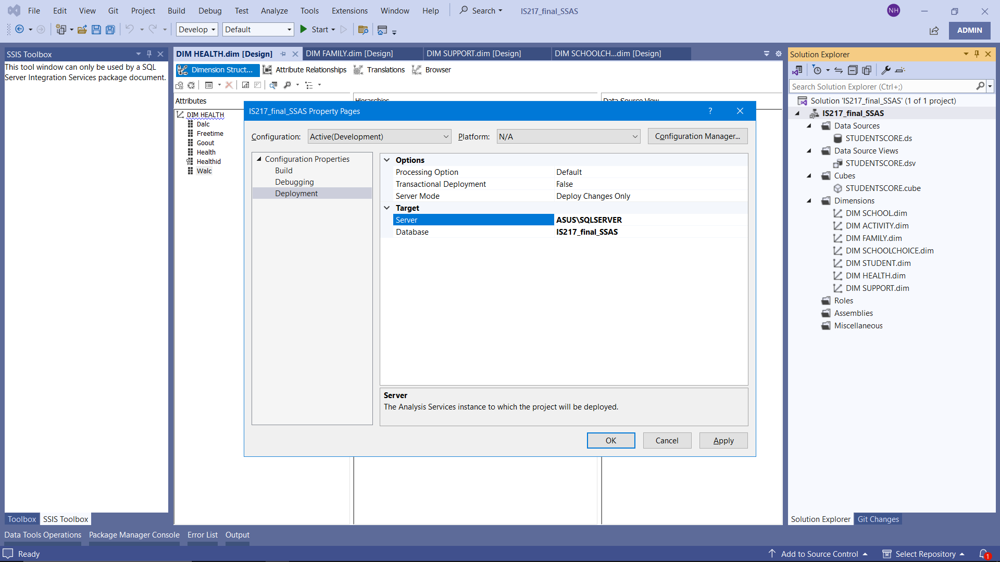 File Edit View Git Project Build Debug Test Analyze Tools Extensions Window Help Search IS217_final_SSAS NH
Develop Default Start ADMIN
SSIS Toolbox
This tool window can only be used by a SQL
Server Integration Services package document.
DIM HEALTH.dim [Design] DIM FAMILY.dim [Design] DIM SUPPORT.dim [Design] DIM SCHOOLCH...dim [Design]
Dimension Struct... Attribute Relationships Translations Browser
Attributes Hierarchies Data Source View
DIM HEALTH
Dalc
Freetime
Goout
Health
Healthid
Walc
IS217_final_SSAS Property Pages ?
Configuration: Active(Development) Platform: N/A Configuration Manager...
Configuration Properties
Build
Debugging
Deployment
Options
Processing Option Default
Transactional Deployment False
Server Mode Deploy Changes Only
Target
Server ASUS\SQLSERVER
Database IS217_final_SSAS
Server
The Analysis Services instance to which the project will be deployed.
OK Cancel Apply
Solution Explorer
Search Solution Explorer (Ctrl+;)
Solution 'IS217_final_SSAS' (1 of 1 project)
IS217_final_SSAS
Data Sources
STUDENTSCORE.ds
Data Source Views
STUDENTSCORE.dsv
Cubes
STUDENTSCORE.cube
Dimensions
DIM SCHOOL.dim
DIM ACTIVITY.dim
DIM FAMILY.dim
DIM SCHOOLCHOICE.dim
DIM STUDENT.dim
DIM HEALTH.dim
DIM SUPPORT.dim
Roles
Assemblies
Miscellaneous
Toolbox SSIS Toolbox Solution Explorer Git Changes
Data Tools Operations Package Manager Console Error List Output
Ready Add to Source Control Select Repository 1